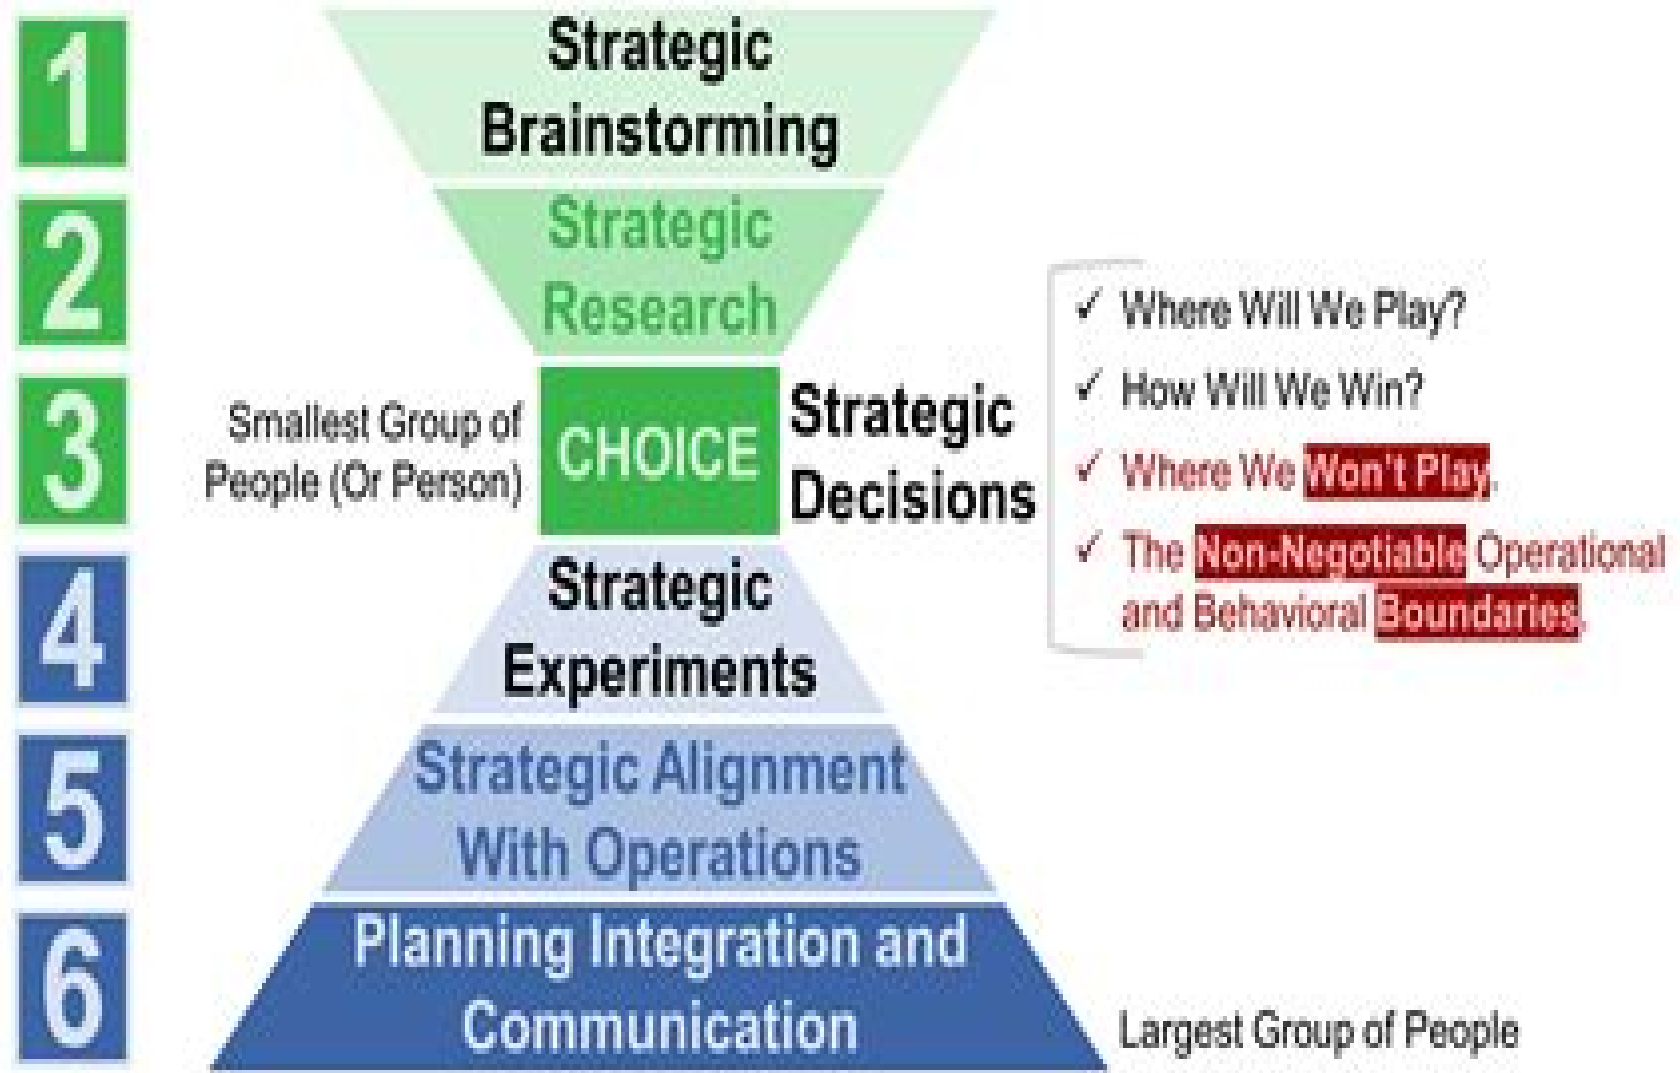 1
Strategic
Brainstorming
2
Strategic
Research
3
Smallest Group of
People (Or Person)
CHOICE
Strategic
Decisions
✓ Where Will We Play?
✓ How Will We Win?
✓ Where We Won't Play.
✓ The Non-Negotiable Operational
and Behavioral Boundaries.
4
Strategic
Experiments
5
Strategic Alignment
With Operations
6
Planning Integration and
Communication
Largest Group of People